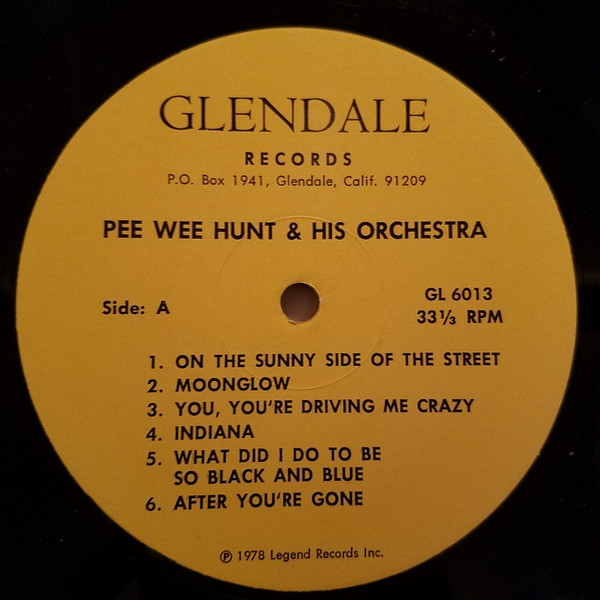 GLENDALE
RECORDS
P.O. Box 1941, Glendale, Calif. 91209
PEE WEE HUNT & HIS ORCHESTRA
Side: A
GL 6013
33⅓ RPM
1. ON THE SUNNY SIDE OF THE STREET
2. MOONGLOW
3. YOU, YOU'RE DRIVING ME CRAZY
4. INDIANA
5. WHAT DID I DO TO BE
SO BLACK AND BLUE
6. AFTER YOU'RE GONE
℗ 1978 Legend Records Inc.